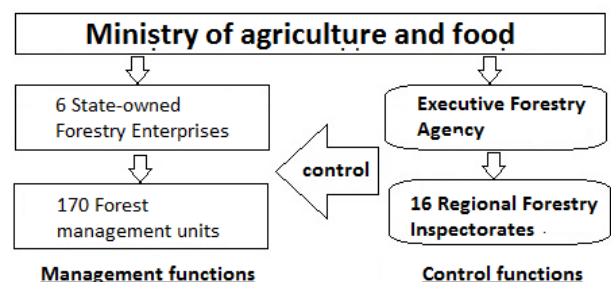 Ministry of agriculture and food
6 State-owned
Forestry Enterprises
Executive Forestry
Agency
control
170 Forest
management units
16 Regional Forestry
Inspectorates .
Management functions
Control functions